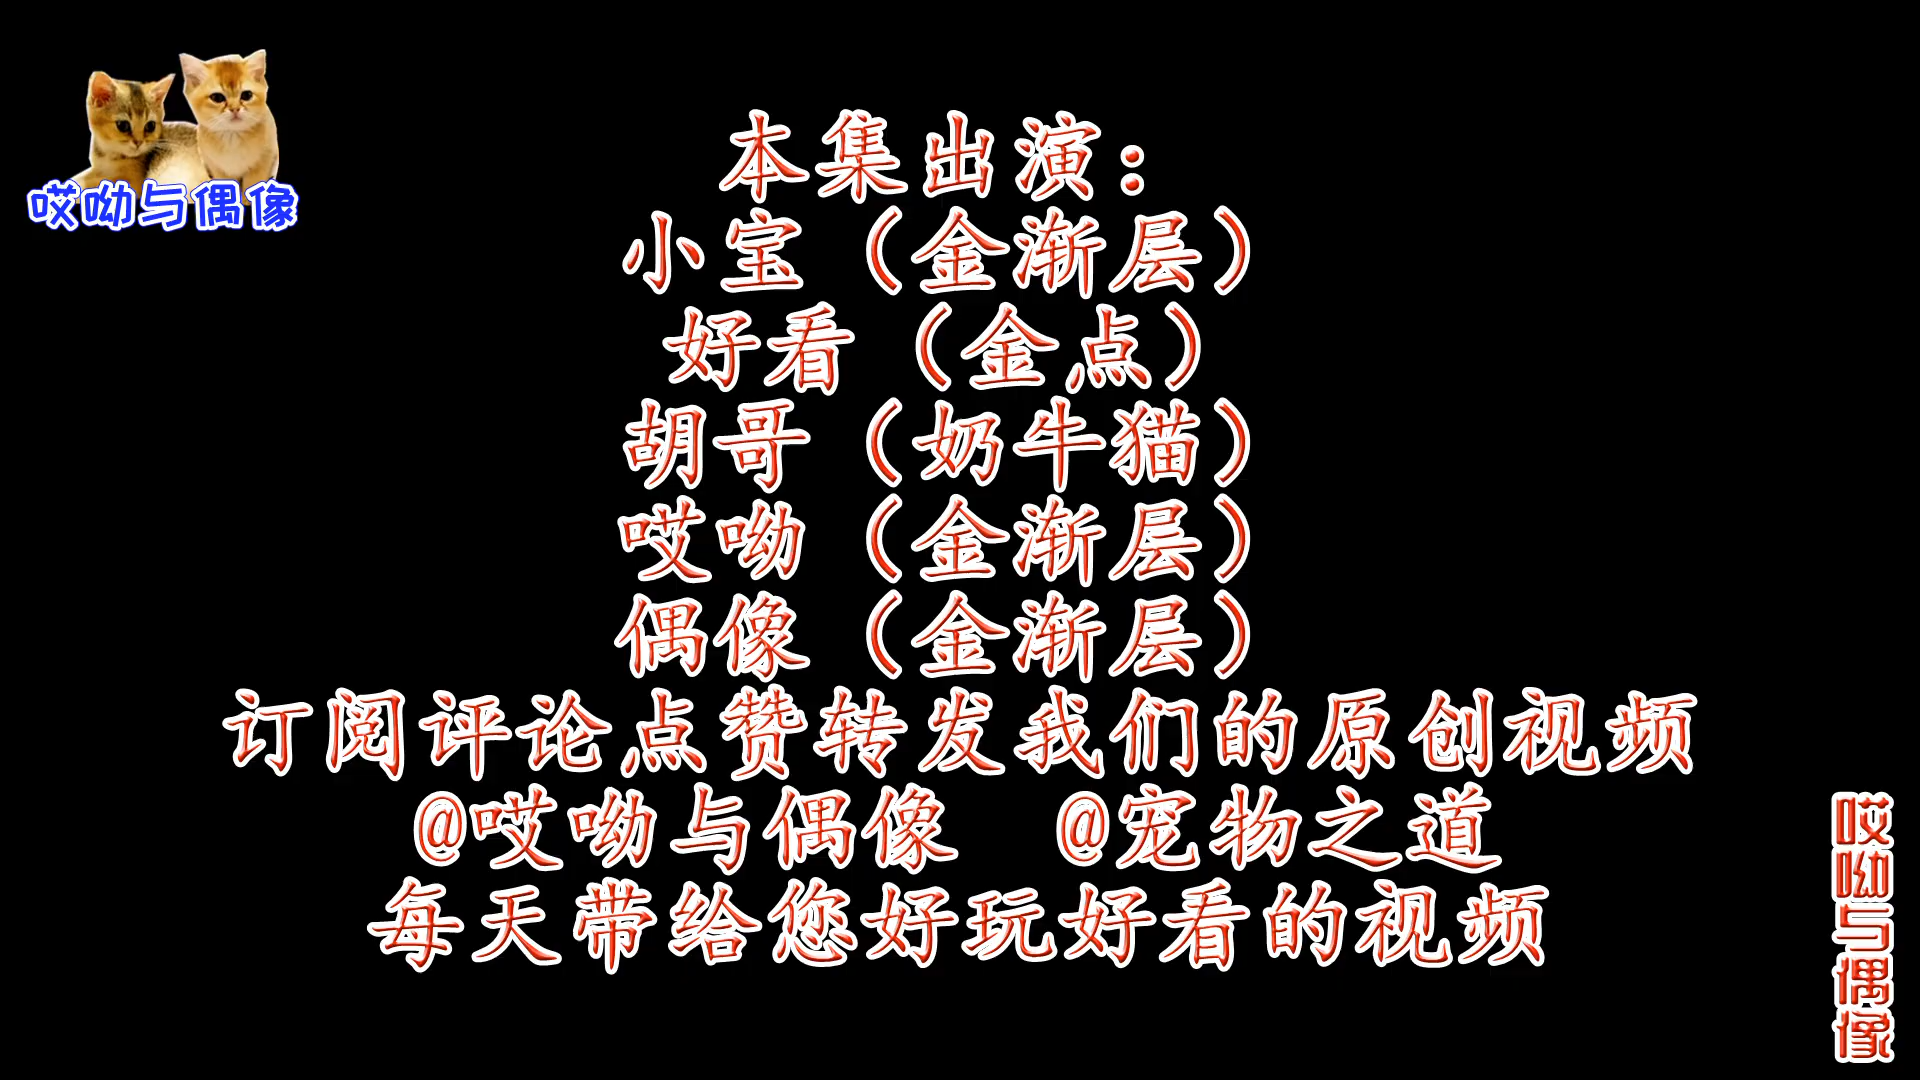 哎呦与偶像
本集出演：
小宝（金渐层）
好看（金点）
胡哥（奶牛猫）
哎呦（金渐层）
偶像（金渐层）
订阅评论点赞转发我们的原创视频
@哎呦与偶像 @宠物之道
每天带给您好玩好看的视频
哎呦与偶像